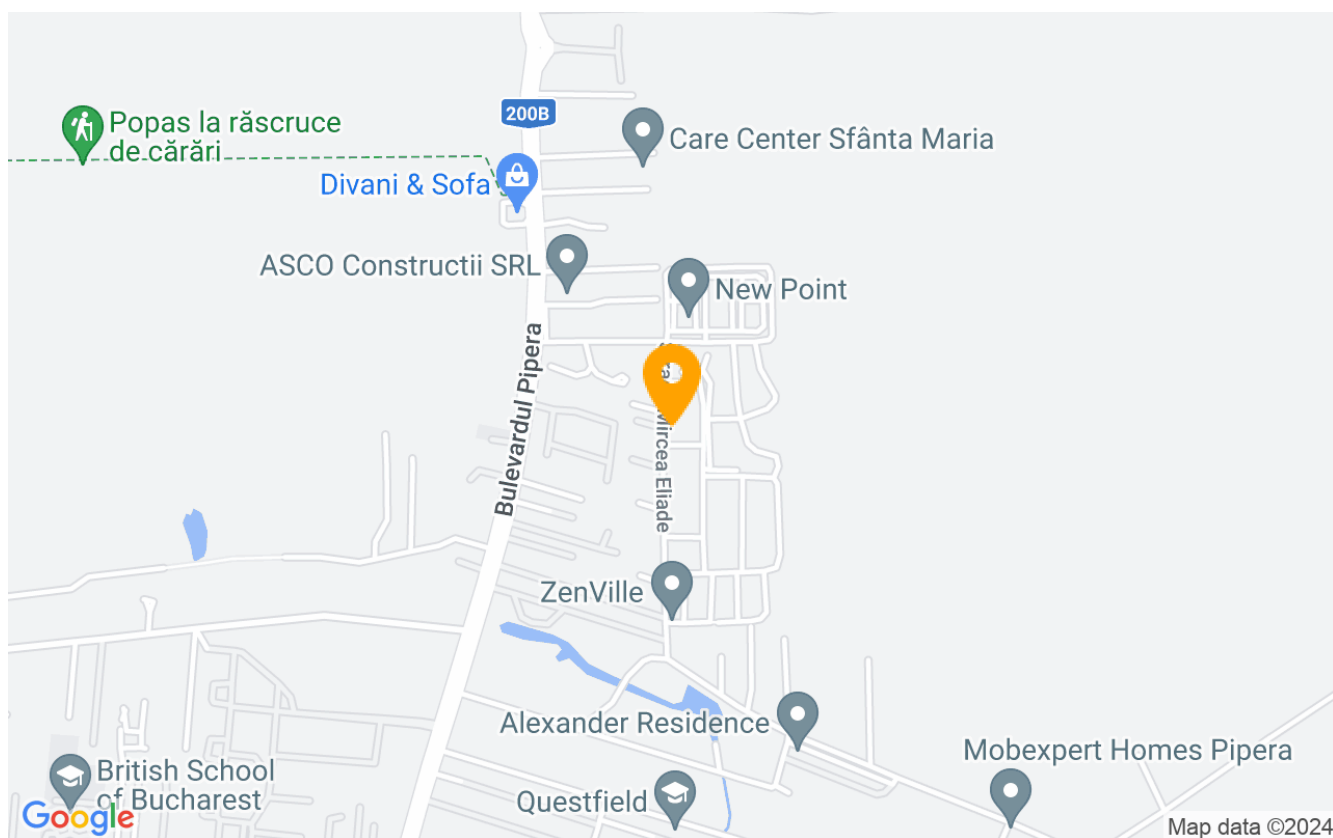 200B
Popas la răscruce
de cărări
Care Center Sfânta Maria
Divani & Sofa
ASCO Constructii SRL
New Point
Bulevardul Pipera
Mircea Eliade
ZenVille
Alexander Residence
Mobexpert Homes Pipera
British School
of Bucharest
Questfield
Google
Map data ©2024